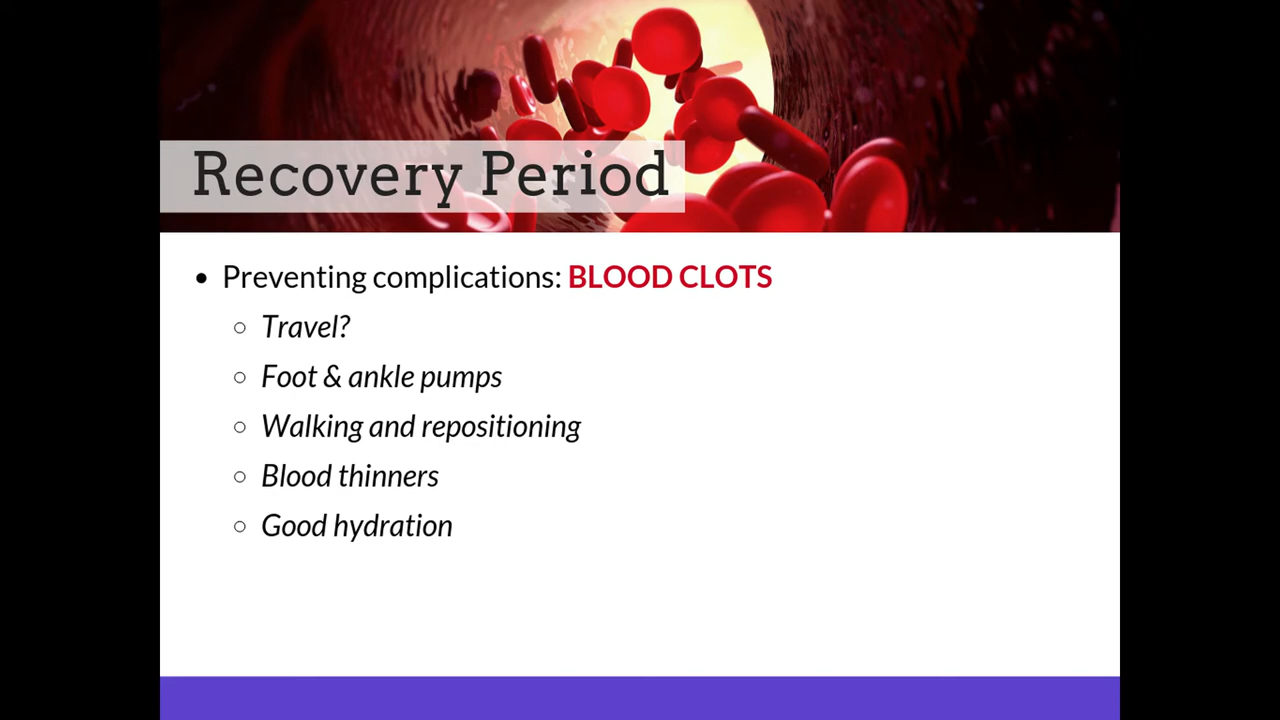 Recovery Period
• Preventing complications: BLOOD CLOTS
○ Travel?
○ Foot & ankle pumps
○ Walking and repositioning
○ Blood thinners
○ Good hydration